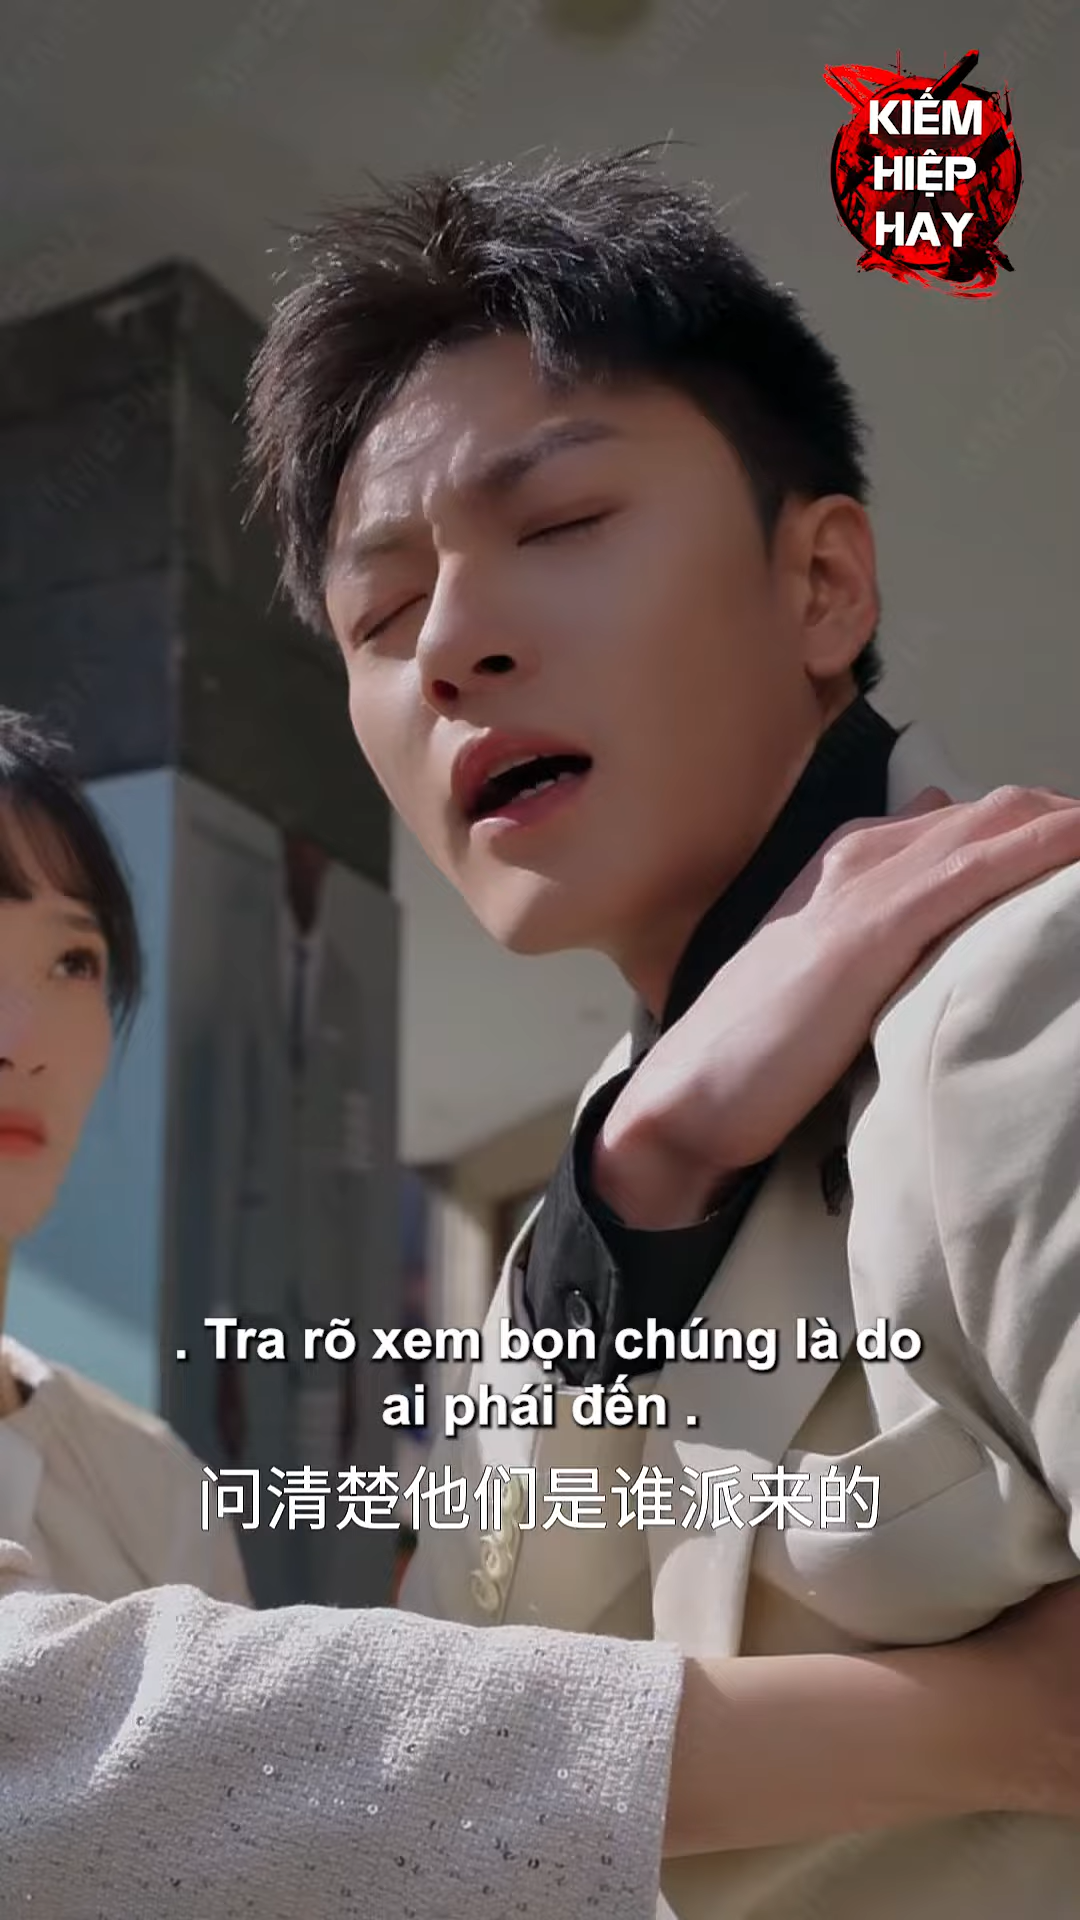 KIẾM
HIỆP
HAY
. Tra rõ xem bọn chúng là do
ai phái đến .
问清楚他们是谁派来的